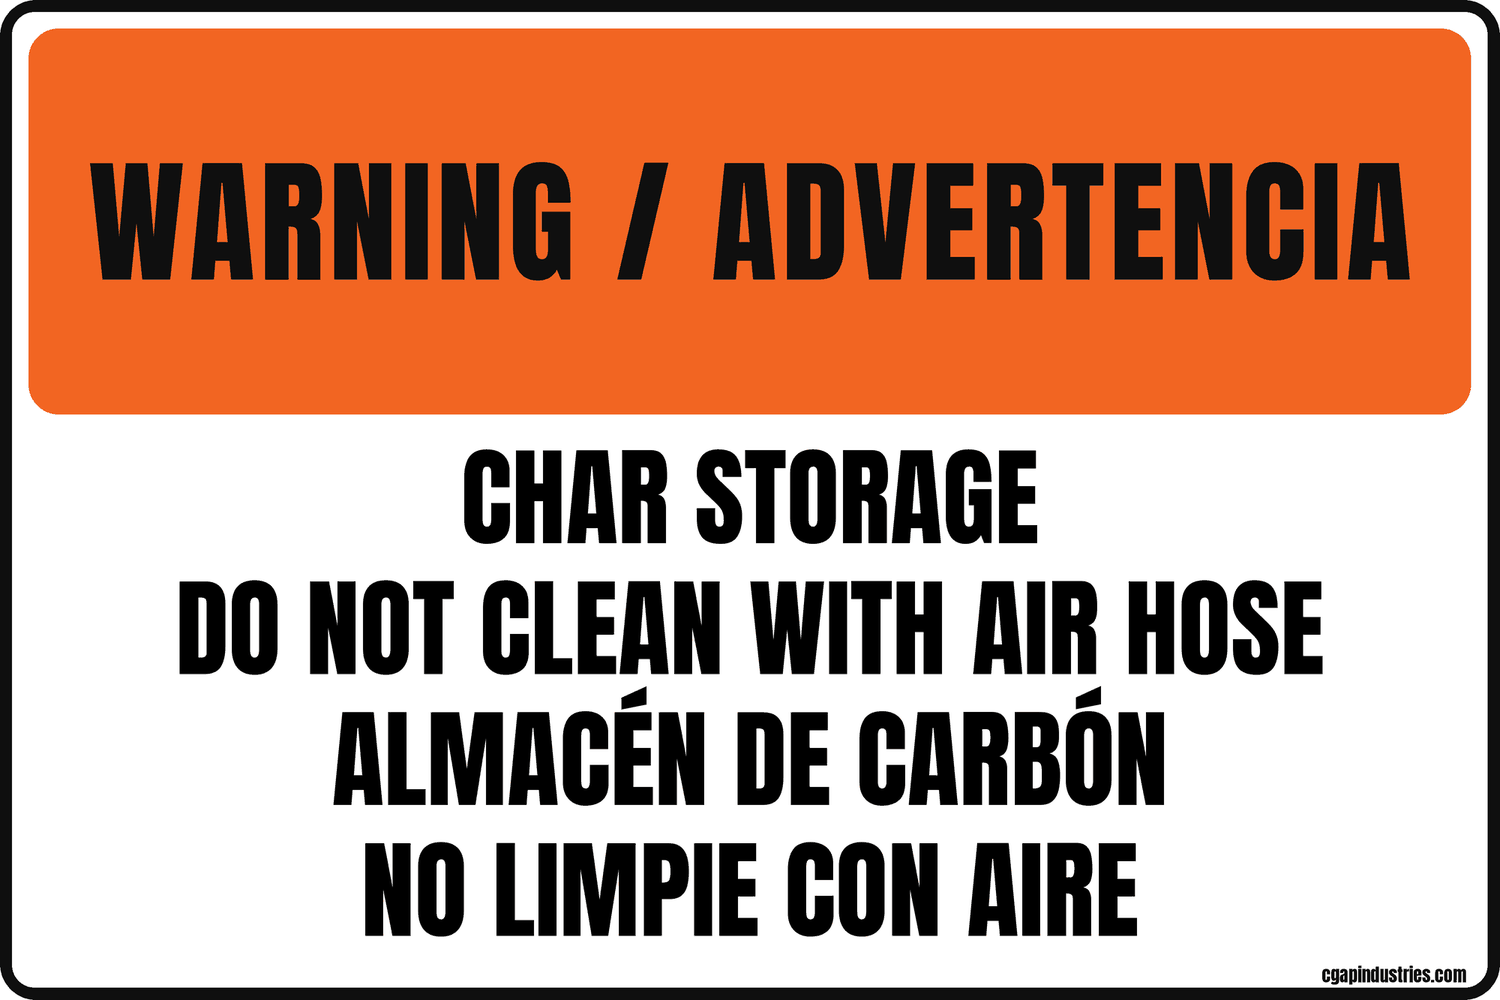 WARNING / ADVERTENCIA
CHAR STORAGE
DO NOT CLEAN WITH AIR HOSE
ALMACÉN DE CARBÓN
NO LIMPIE CON AIRE
cgapindustries.com